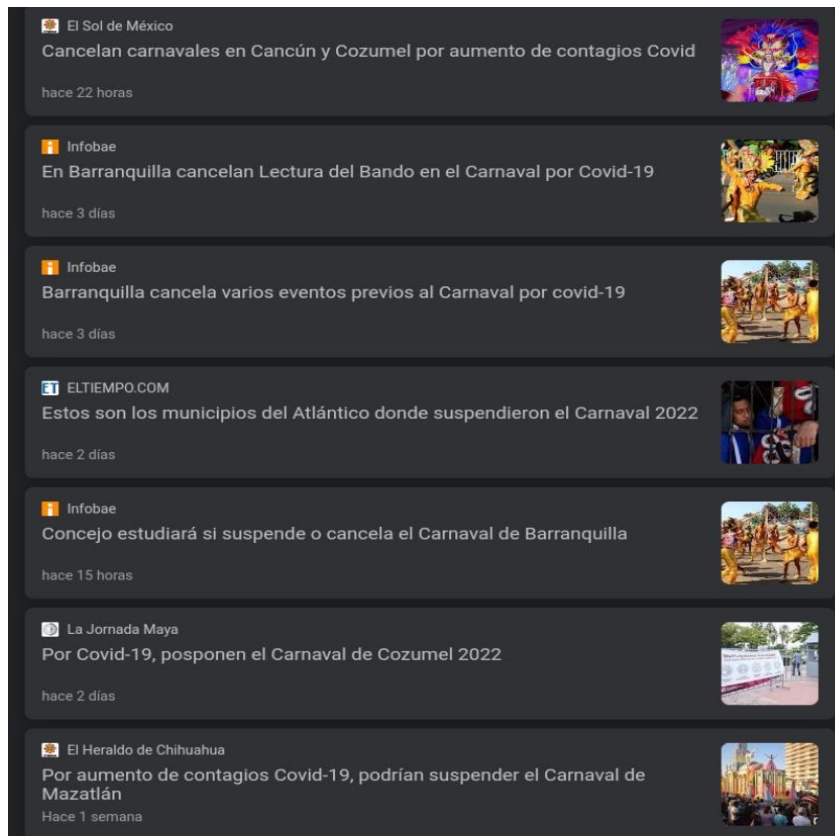 El Sol de México
Cancelan carnavales en Cancún y Cozumel por aumento de contagios Covid
hace 22 horas
Infobae
En Barranquilla cancelan Lectura del Bando en el Carnaval por Covid-19
hace 3 días
Infobae
Barranquilla cancela varios eventos previos al Carnaval por covid-19
hace 3 días
ET ELTIEMPO.COM
Estos son los municipios del Atlántico donde suspendieron el Carnaval 2022
hace 2 días
Infobae
Concejo estudiará si suspende o cancela el Carnaval de Barranquilla
hace 15 horas
La Jornada Maya
Por Covid-19, posponen el Carnaval de Cozumel 2022
hace 2 días
El Heraldo de Chihuahua
Por aumento de contagios Covid-19, podrían suspender el Carnaval de
Mazatlán
Hace 1 semana